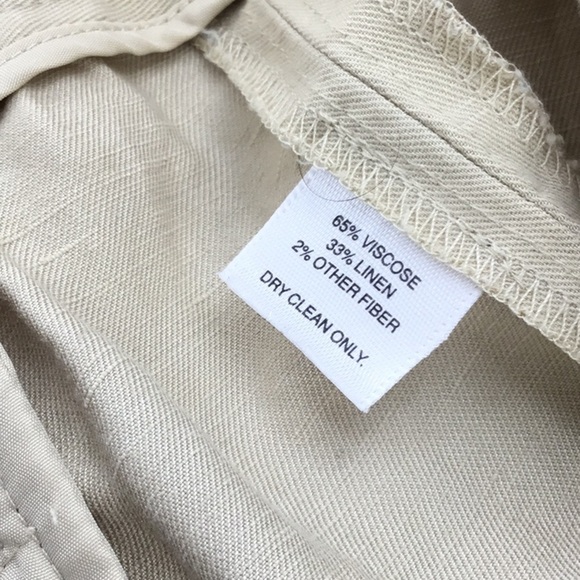 65% VISCOSE
33% LINEN
2% OTHER FIBER
DRY CLEAN ONLY.